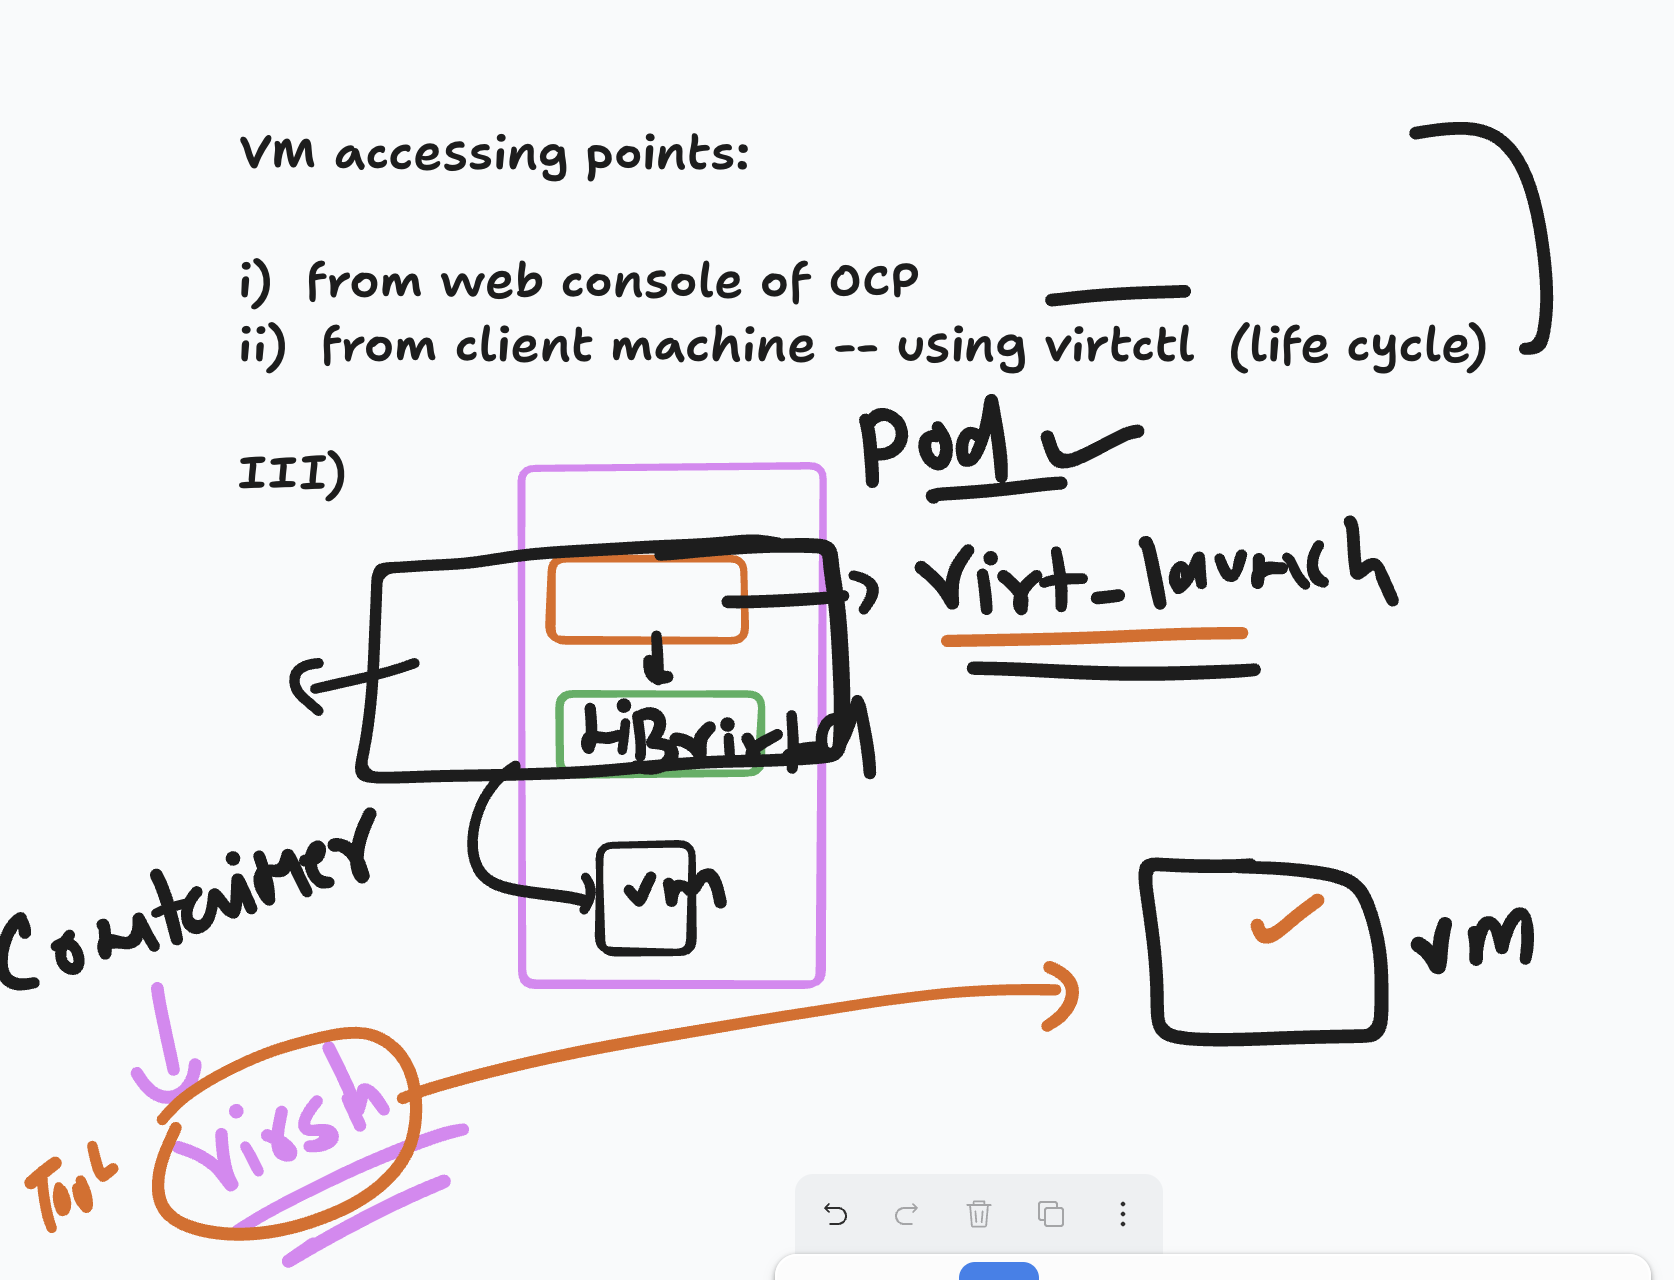 VM accessing points:
i) from web console of OCP
ii) from client machine -- using virtctl (life cycle)
III)
Pod
virt_launch
LiBvirtd
vm
Container
vm
virsh
Tool